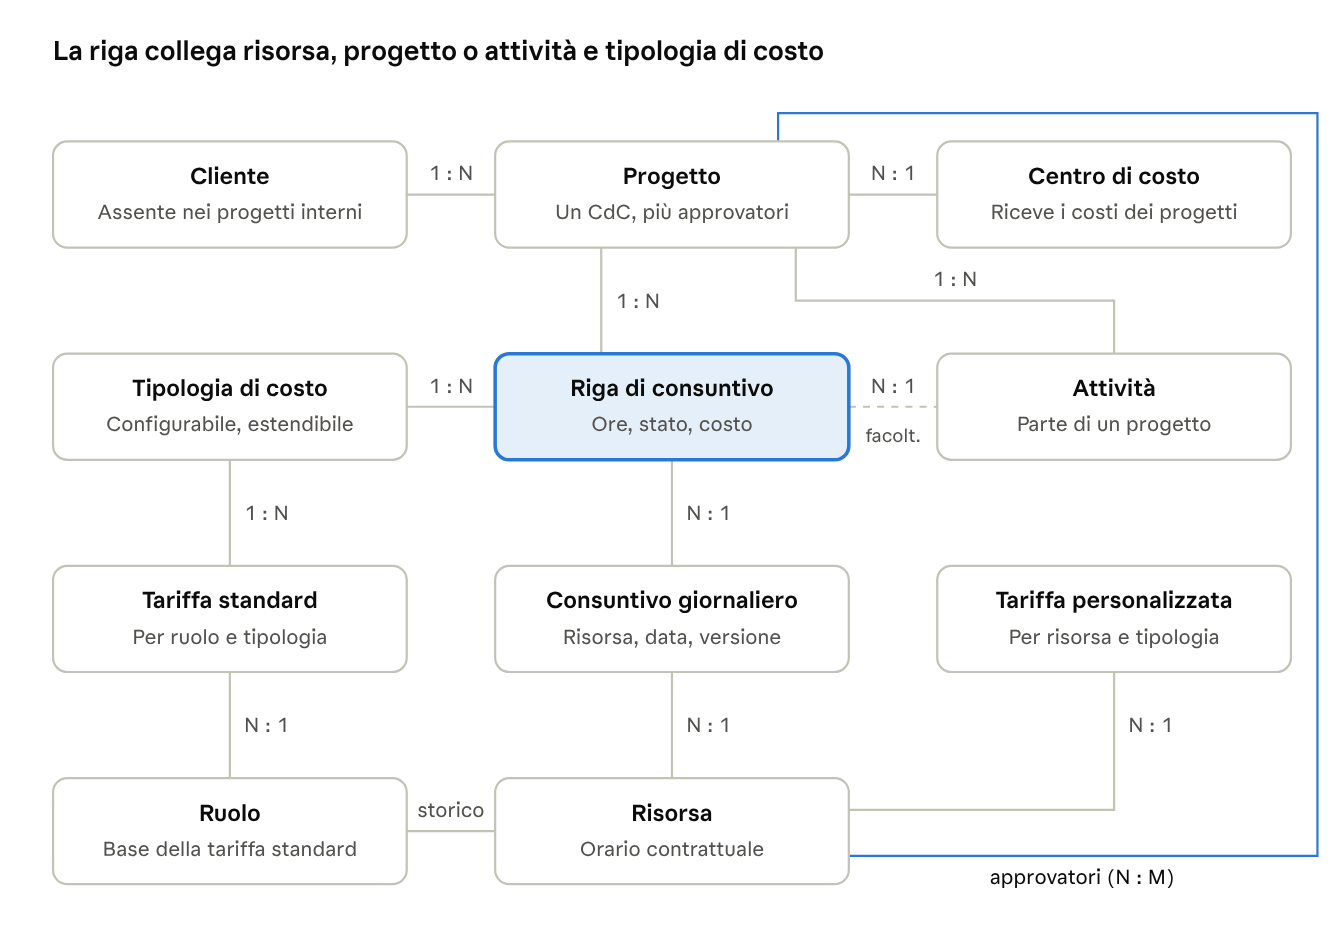 La riga collega risorsa, progetto o attività e tipologia di costo
Cliente
Assente nei progetti interni
1 : N
Progetto
Un CdC, più approvatori
N : 1
Centro di costo
Riceve i costi dei progetti
1 : N
1 : N
Tipologia di costo
Configurabile, estendibile
1 : N
Riga di consuntivo
Ore, stato, costo
N : 1
facolt.
Attività
Parte di un progetto
1 : N
N : 1
Tariffa standard
Per ruolo e tipologia
Consuntivo giornaliero
Risorsa, data, versione
Tariffa personalizzata
Per risorsa e tipologia
N : 1
N : 1
N : 1
Ruolo
Base della tariffa standard
storico
Risorsa
Orario contrattuale
approvatori (N : M)